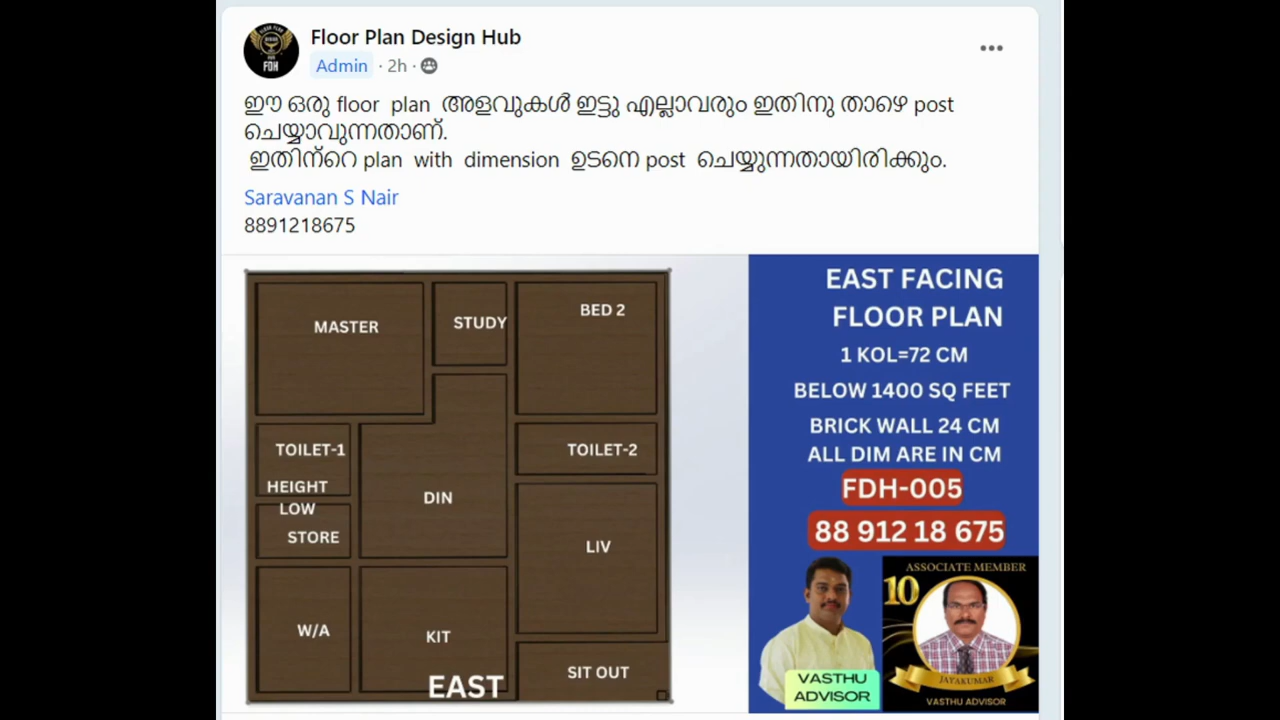 Floor Plan Design Hub
Admin · 2h ·
ഈ ഒരു floor plan അളവുകൾ ഇട്ടു എല്ലാവരും ഇതിനു താഴെ post
ചെയ്യാവുന്നതാണ്.
ഇതിന്റെ plan with dimension ഉടനെ post ചെയ്യുന്നതായിരിക്കും.
Saravanan S Nair
8891218675
MASTER
STUDY
BED 2
TOILET-1
TOILET-2
HEIGHT
LOW
STORE
DIN
LIV
W/A
KIT
SIT OUT
EAST
EAST FACING
FLOOR PLAN
1 KOL=72 CM
BELOW 1400 SQ FEET
BRICK WALL 24 CM
ALL DIM ARE IN CM
FDH-005
88 912 18 675
VASTHU
ADVISOR
ASSOCIATE MEMBER
10
JAYAKUMAR
VASTHU ADVISOR
FDH